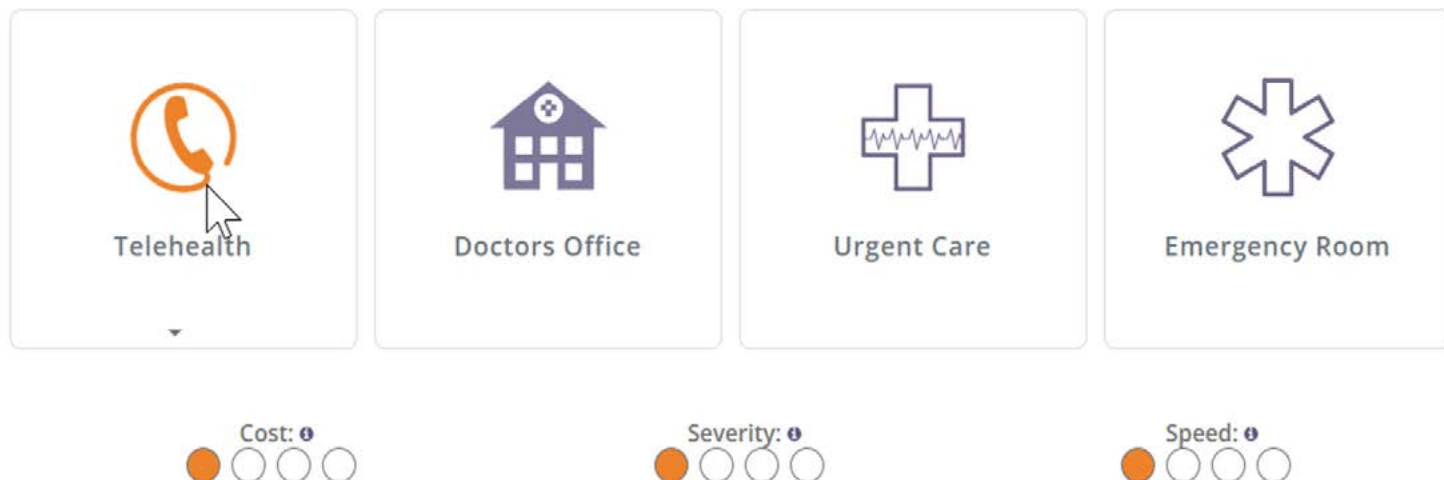 Telehealth
Doctors Office
Urgent Care
Emergency Room
Cost:
Severity:
Speed: